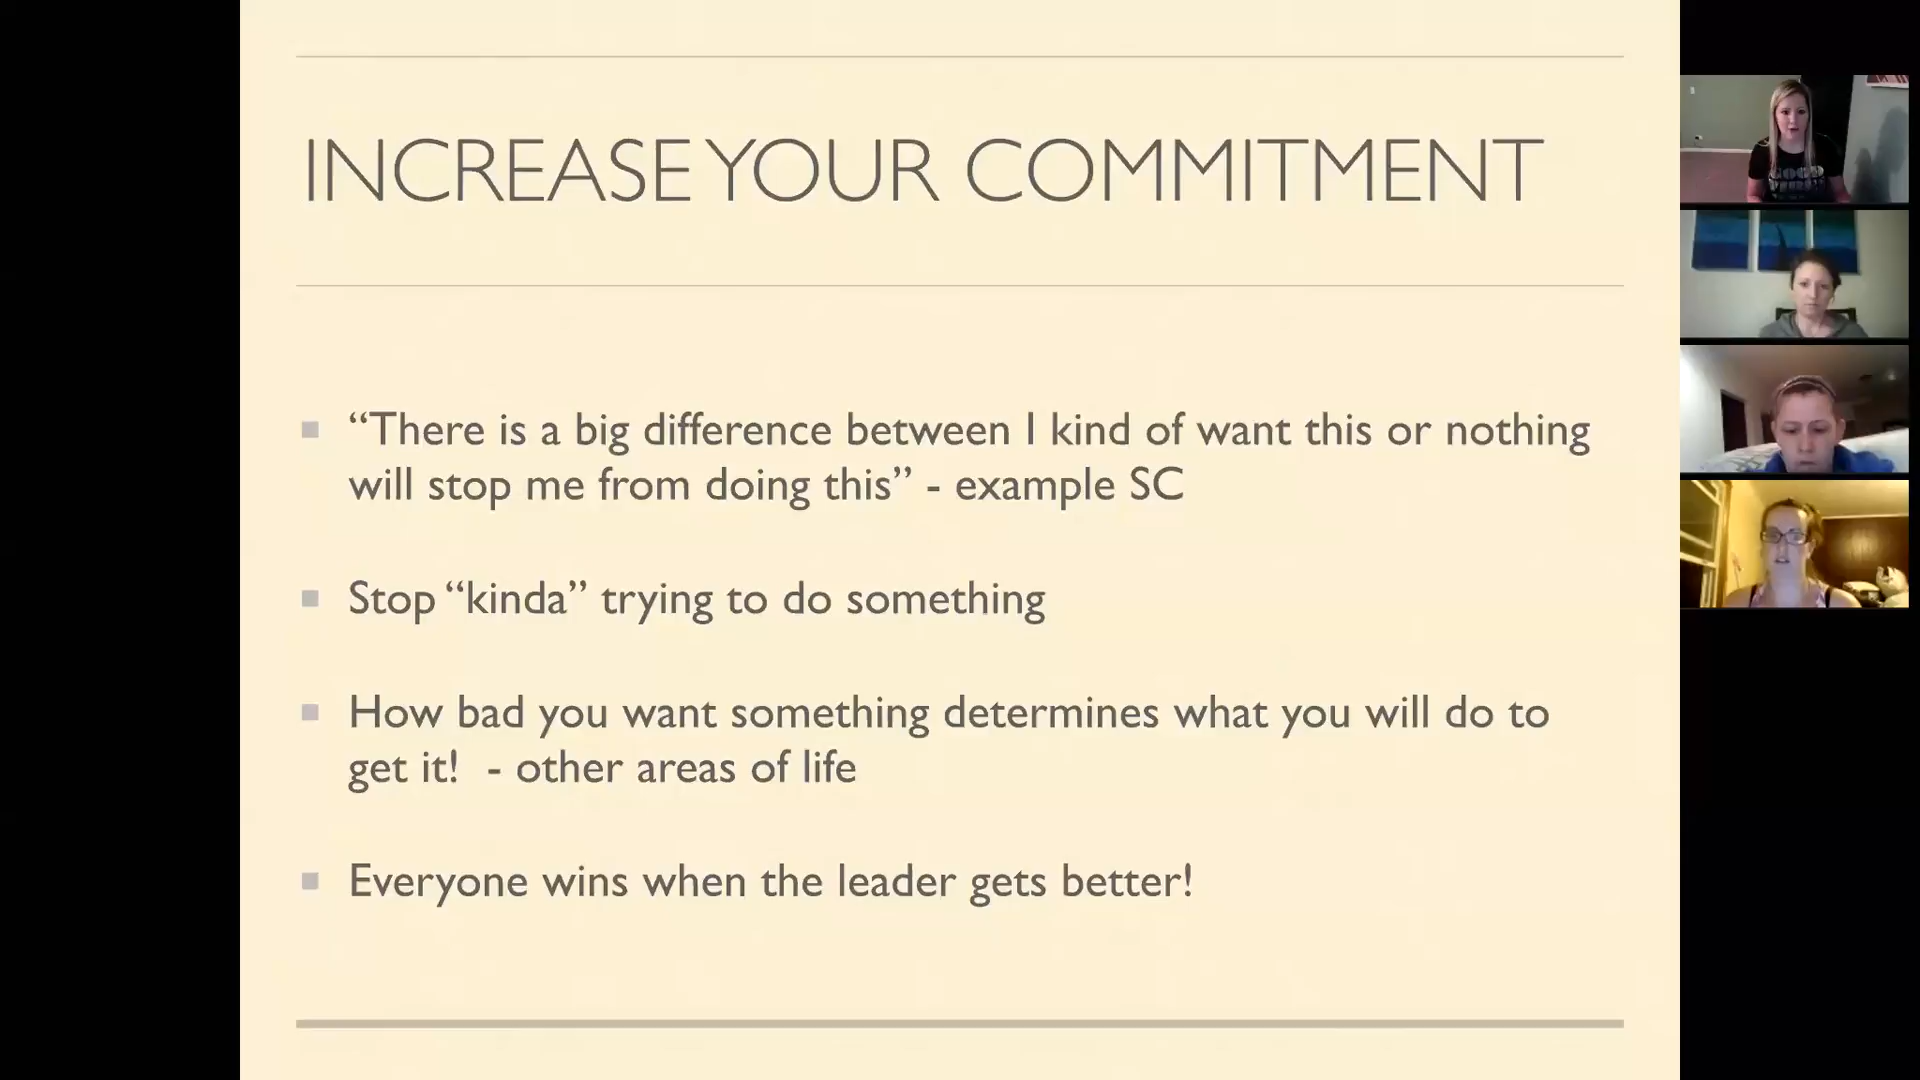 INCREASE YOUR COMMITMENT
“There is a big difference between I kind of want this or nothing
will stop me from doing this” - example SC
Stop “kinda” trying to do something
How bad you want something determines what you will do to
get it!  - other areas of life
Everyone wins when the leader gets better!